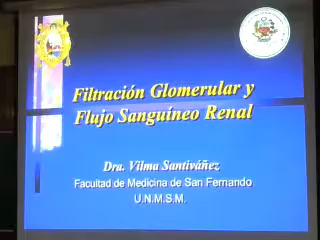 Filtración Glomerular y
Flujo Sanguíneo Renal
Dra. Vilma Santiváñez
Facultad de Medicina de San Fernando
U.N.M.S.M.